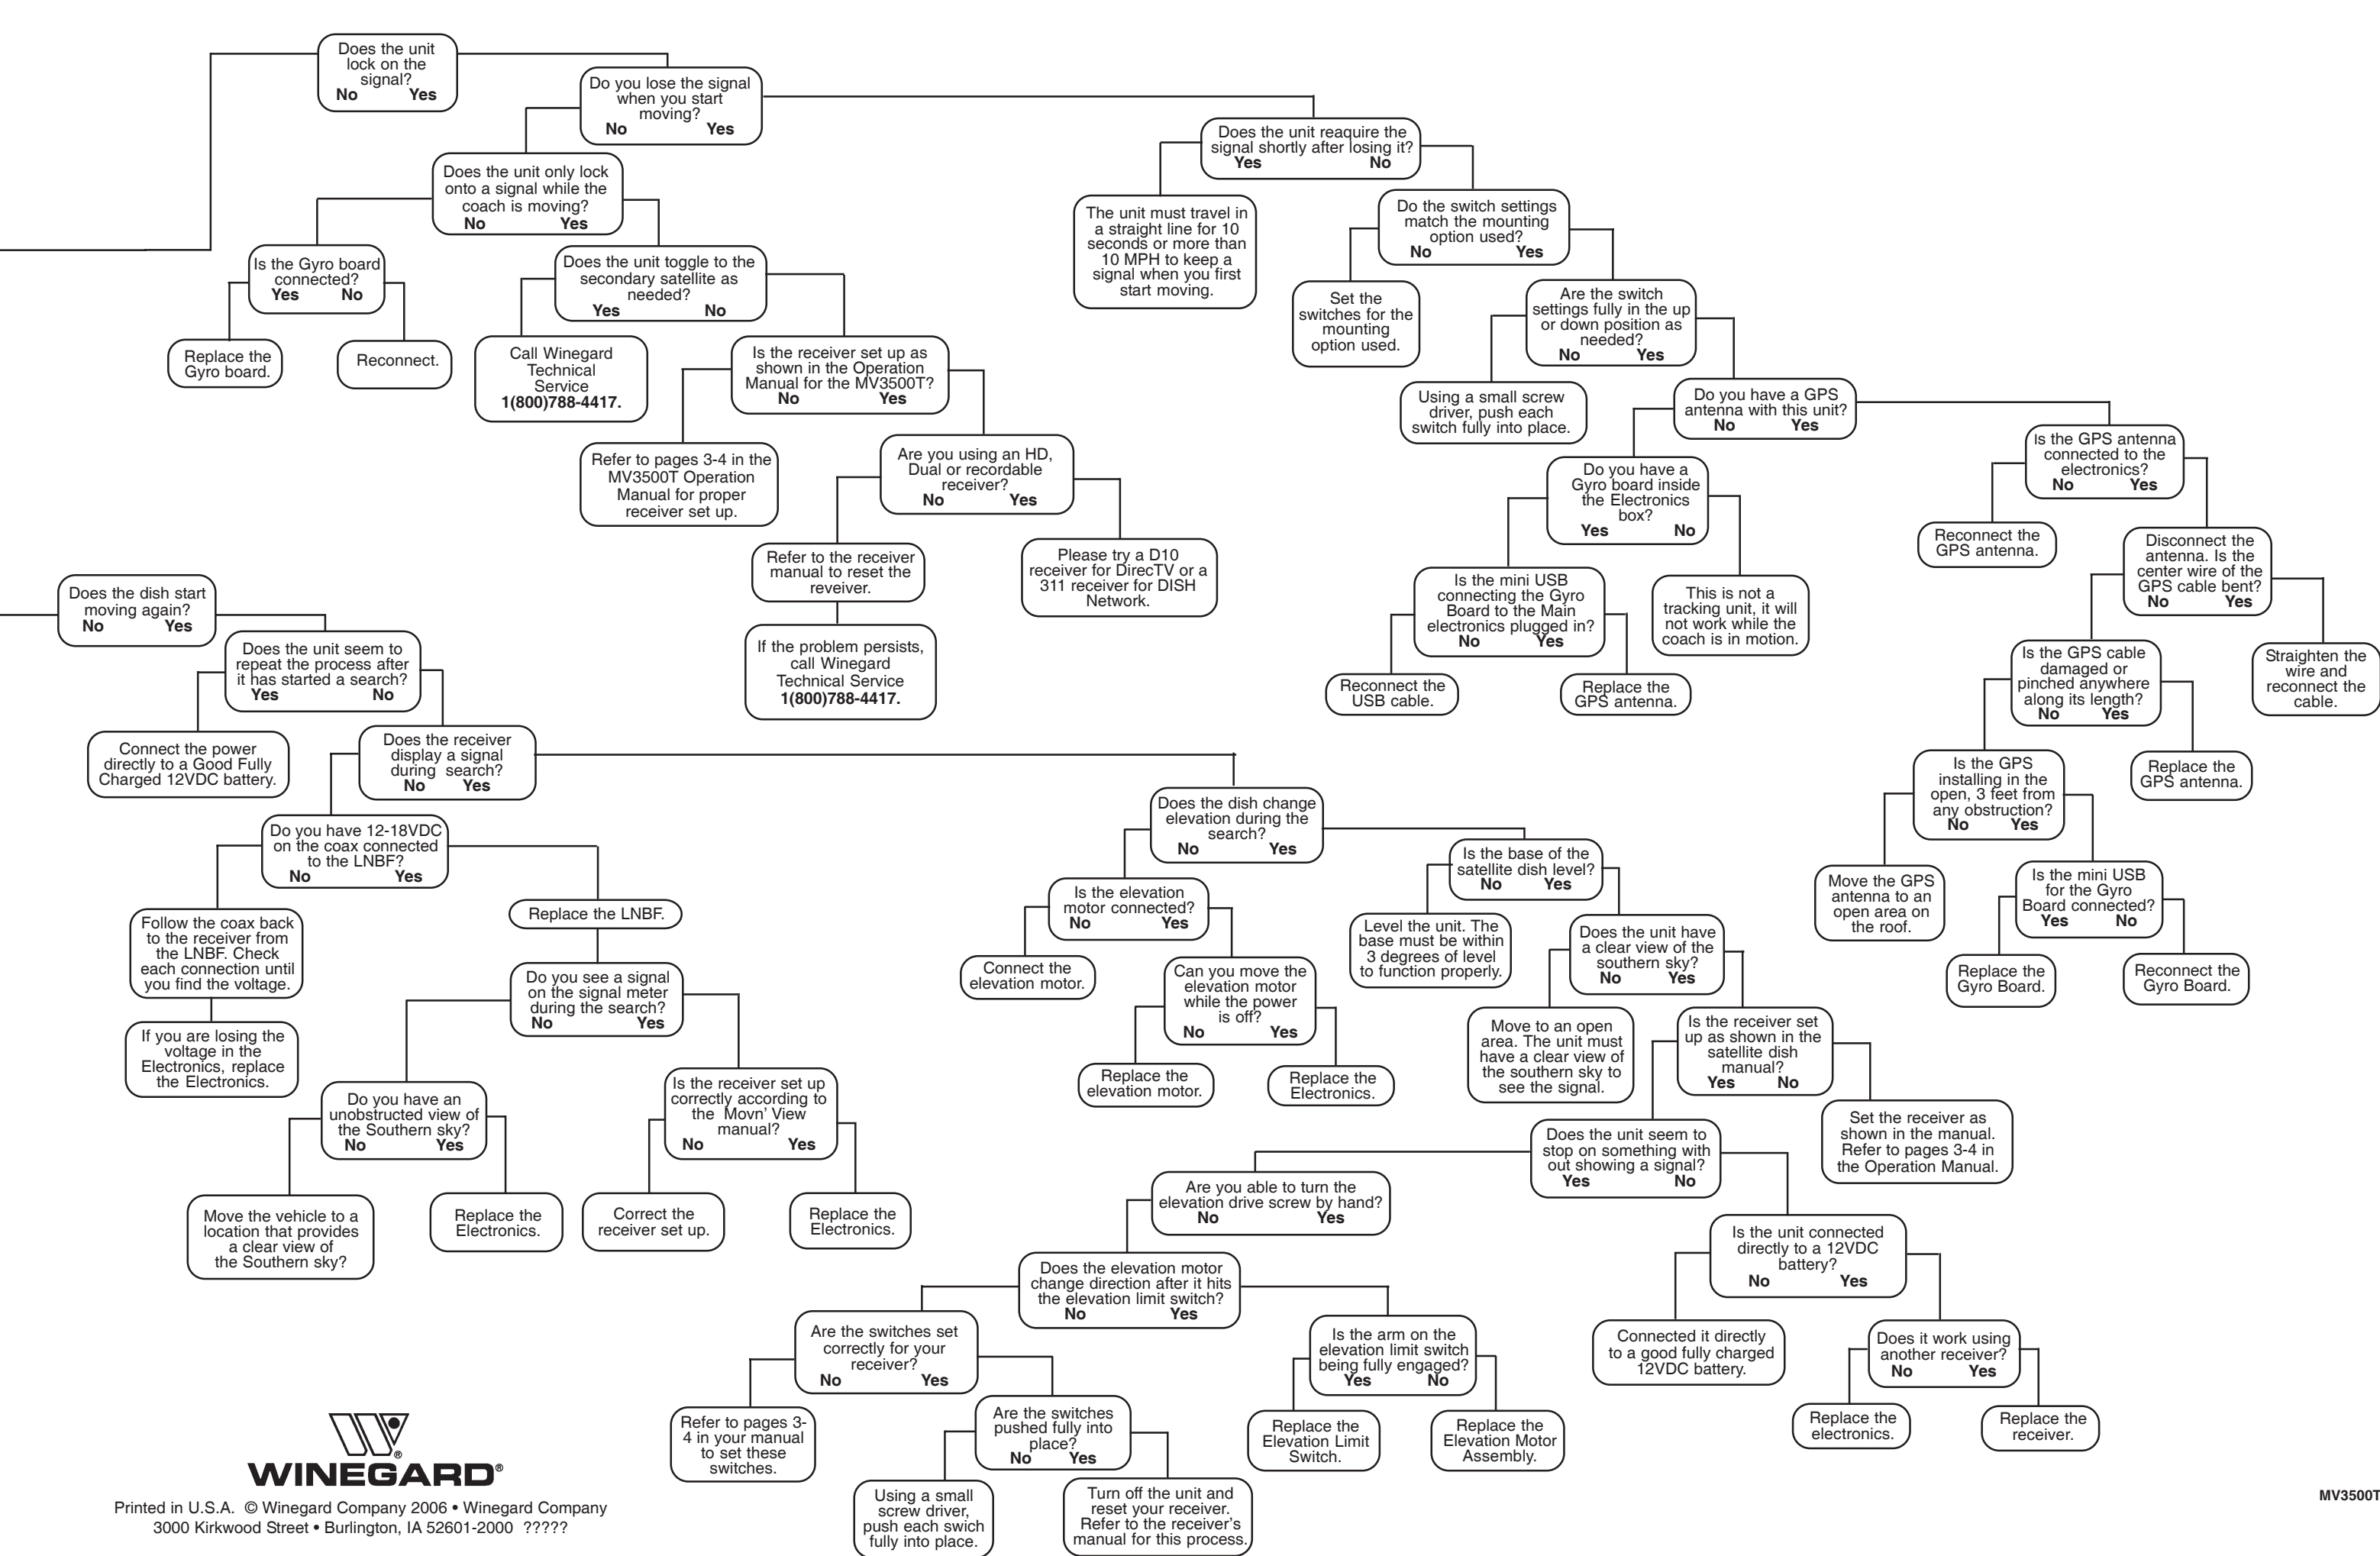 Does the unit
lock on the
signal?
No Yes
Do you lose the signal
when you start
moving?
No Yes
Does the unit reaquire the
signal shortly after losing it?
Yes No
Does the unit only lock
onto a signal while the
coach is moving?
No Yes
The unit must travel in
a straight line for 10
seconds or more than
10 MPH to keep a
signal when you first
start moving.
Do the switch settings
match the mounting
option used?
No Yes
Is the Gyro board
connected?
Yes No
Does the unit toggle to the
secondary satellite as
needed?
Yes No
Set the
switches for the
mounting
option used.
Are the switch
settings fully in the up
or down position as
needed?
No Yes
Replace the
Gyro board.
Reconnect.
Call Winegard
Technical
Service
1(800)788-4417.
Is the receiver set up as
shown in the Operation
Manual for the MV3500T?
No Yes
Using a small screw
driver, push each
switch fully into place.
Do you have a GPS
antenna with this unit?
No Yes
Refer to pages 3-4 in the
MV3500T Operation
Manual for proper
receiver set up.
Are you using an HD,
Dual or recordable
receiver?
No Yes
Do you have a
Gyro board inside
the Electronics
box?
Yes No
Is the GPS antenna
connected to the
electronics?
No Yes
Refer to the receiver
manual to reset the
reveiver.
Please try a D10
receiver for DirecTV or a
311 receiver for DISH
Network.
Is the mini USB
connecting the Gyro
Board to the Main
electronics plugged in?
No Yes
This is not a
tracking unit, it will
not work while the
coach is in motion.
Reconnect the
GPS antenna.
Disconnect the
antenna. Is the
center wire of the
GPS cable bent?
No Yes
If the problem persists,
call Winegard
Technical Service
1(800)788-4417.
Reconnect the
USB cable.
Replace the
GPS antenna.
Is the GPS cable
damaged or
pinched anywhere
along its length?
No Yes
Straighten the
wire and
reconnect the
cable.
Does the dish start
moving again?
No Yes
Does the unit seem to
repeat the process after
it has started a search?
Yes No
Connect the power
directly to a Good Fully
Charged 12VDC battery.
Does the receiver
display a signal
during search?
No Yes
Is the GPS
installing in the
open, 3 feet from
any obstruction?
No Yes
Replace the
GPS antenna.
Do you have 12-18VDC
on the coax connected
to the LNBF?
No Yes
Does the dish change
elevation during the
search?
No Yes
Is the base of the
satellite dish level?
No Yes
Move the GPS
antenna to an
open area on
the roof.
Is the mini USB
for the Gyro
Board connected?
Yes No
Follow the coax back
to the receiver from
the LNBF. Check
each connection until
you find the voltage.
Replace the LNBF.
Is the elevation
motor connected?
No Yes
Level the unit. The
base must be within
3 degrees of level
to function properly.
Does the unit have
a clear view of the
southern sky?
No Yes
Replace the
Gyro Board.
Reconnect the
Gyro Board.
Do you see a signal
on the signal meter
during the search?
No Yes
Connect the
elevation motor.
Can you move the
elevation motor
while the power
is off?
No Yes
If you are losing the
voltage in the
Electronics, replace
the Electronics.
Move to an open
area. The unit must
have a clear view of
the southern sky to
see the signal.
Is the receiver set
up as shown in the
satellite dish
manual?
Yes No
Do you have an
unobstructed view of
the Southern sky?
No Yes
Is the receiver set up
correctly according to
the Movn' View
manual?
No Yes
Replace the
elevation motor.
Replace the
Electronics.
Does the unit seem to
stop on something with
out showing a signal?
Yes No
Set the receiver as
shown in the manual.
Refer to pages 3-4 in
the Operation Manual.
Move the vehicle to a
location that provides
a clear view of
the Southern sky?
Replace the
Electronics.
Correct the
receiver set up.
Replace the
Electronics.
Are you able to turn the
elevation drive screw by hand?
No Yes
Is the unit connected
directly to a 12VDC
battery?
No Yes
Does the elevation motor
change direction after it hits
the elevation limit switch?
No Yes
Are the switches set
correctly for your
receiver?
No Yes
Is the arm on the
elevation limit switch
being fully engaged?
Yes No
Connected it directly
to a good fully charged
12VDC battery.
Does it work using
another receiver?
No Yes
Refer to pages 3-
4 in your manual
to set these
switches.
Are the switches
pushed fully into
place?
No Yes
Replace the
Elevation Limit
Switch.
Replace the
Elevation Motor
Assembly.
Replace the
electronics.
Replace the
receiver.
Using a small
screw driver,
push each swich
fully into place.
Turn off the unit and
reset your receiver.
Refer to the receiver's
manual for this process.
®
WINEGARD®
Printed in U.S.A. © Winegard Company 2006 • Winegard Company
3000 Kirkwood Street • Burlington, IA 52601-2000 ?????
MV3500T